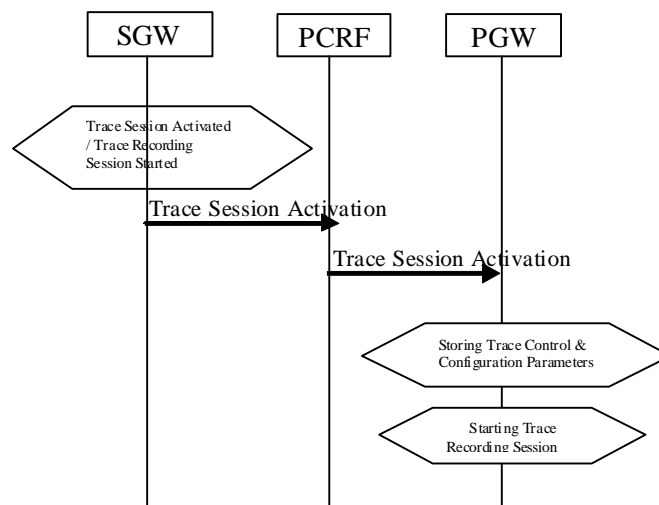 SGW
PCRF
PGW
Trace Session Activated
/ Trace Recording
Session Started
Trace Session Activation
Trace Session Activation
Storing Trace Control &
Configuration Parameters
Starting Trace
Recording Session